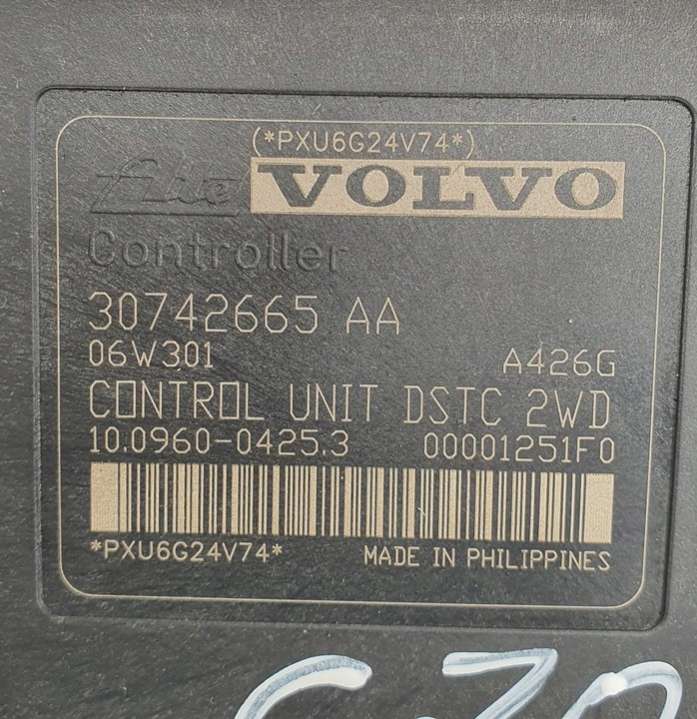 (*PXU6G24V74*)
Ate VOLVO
Controller
30742665 AA
06W301 A426G
CONTROL UNIT DSTC 2WD
10.0960-0425.3 00001251F0
*PXU6G24V74* MADE IN PHILIPPINES